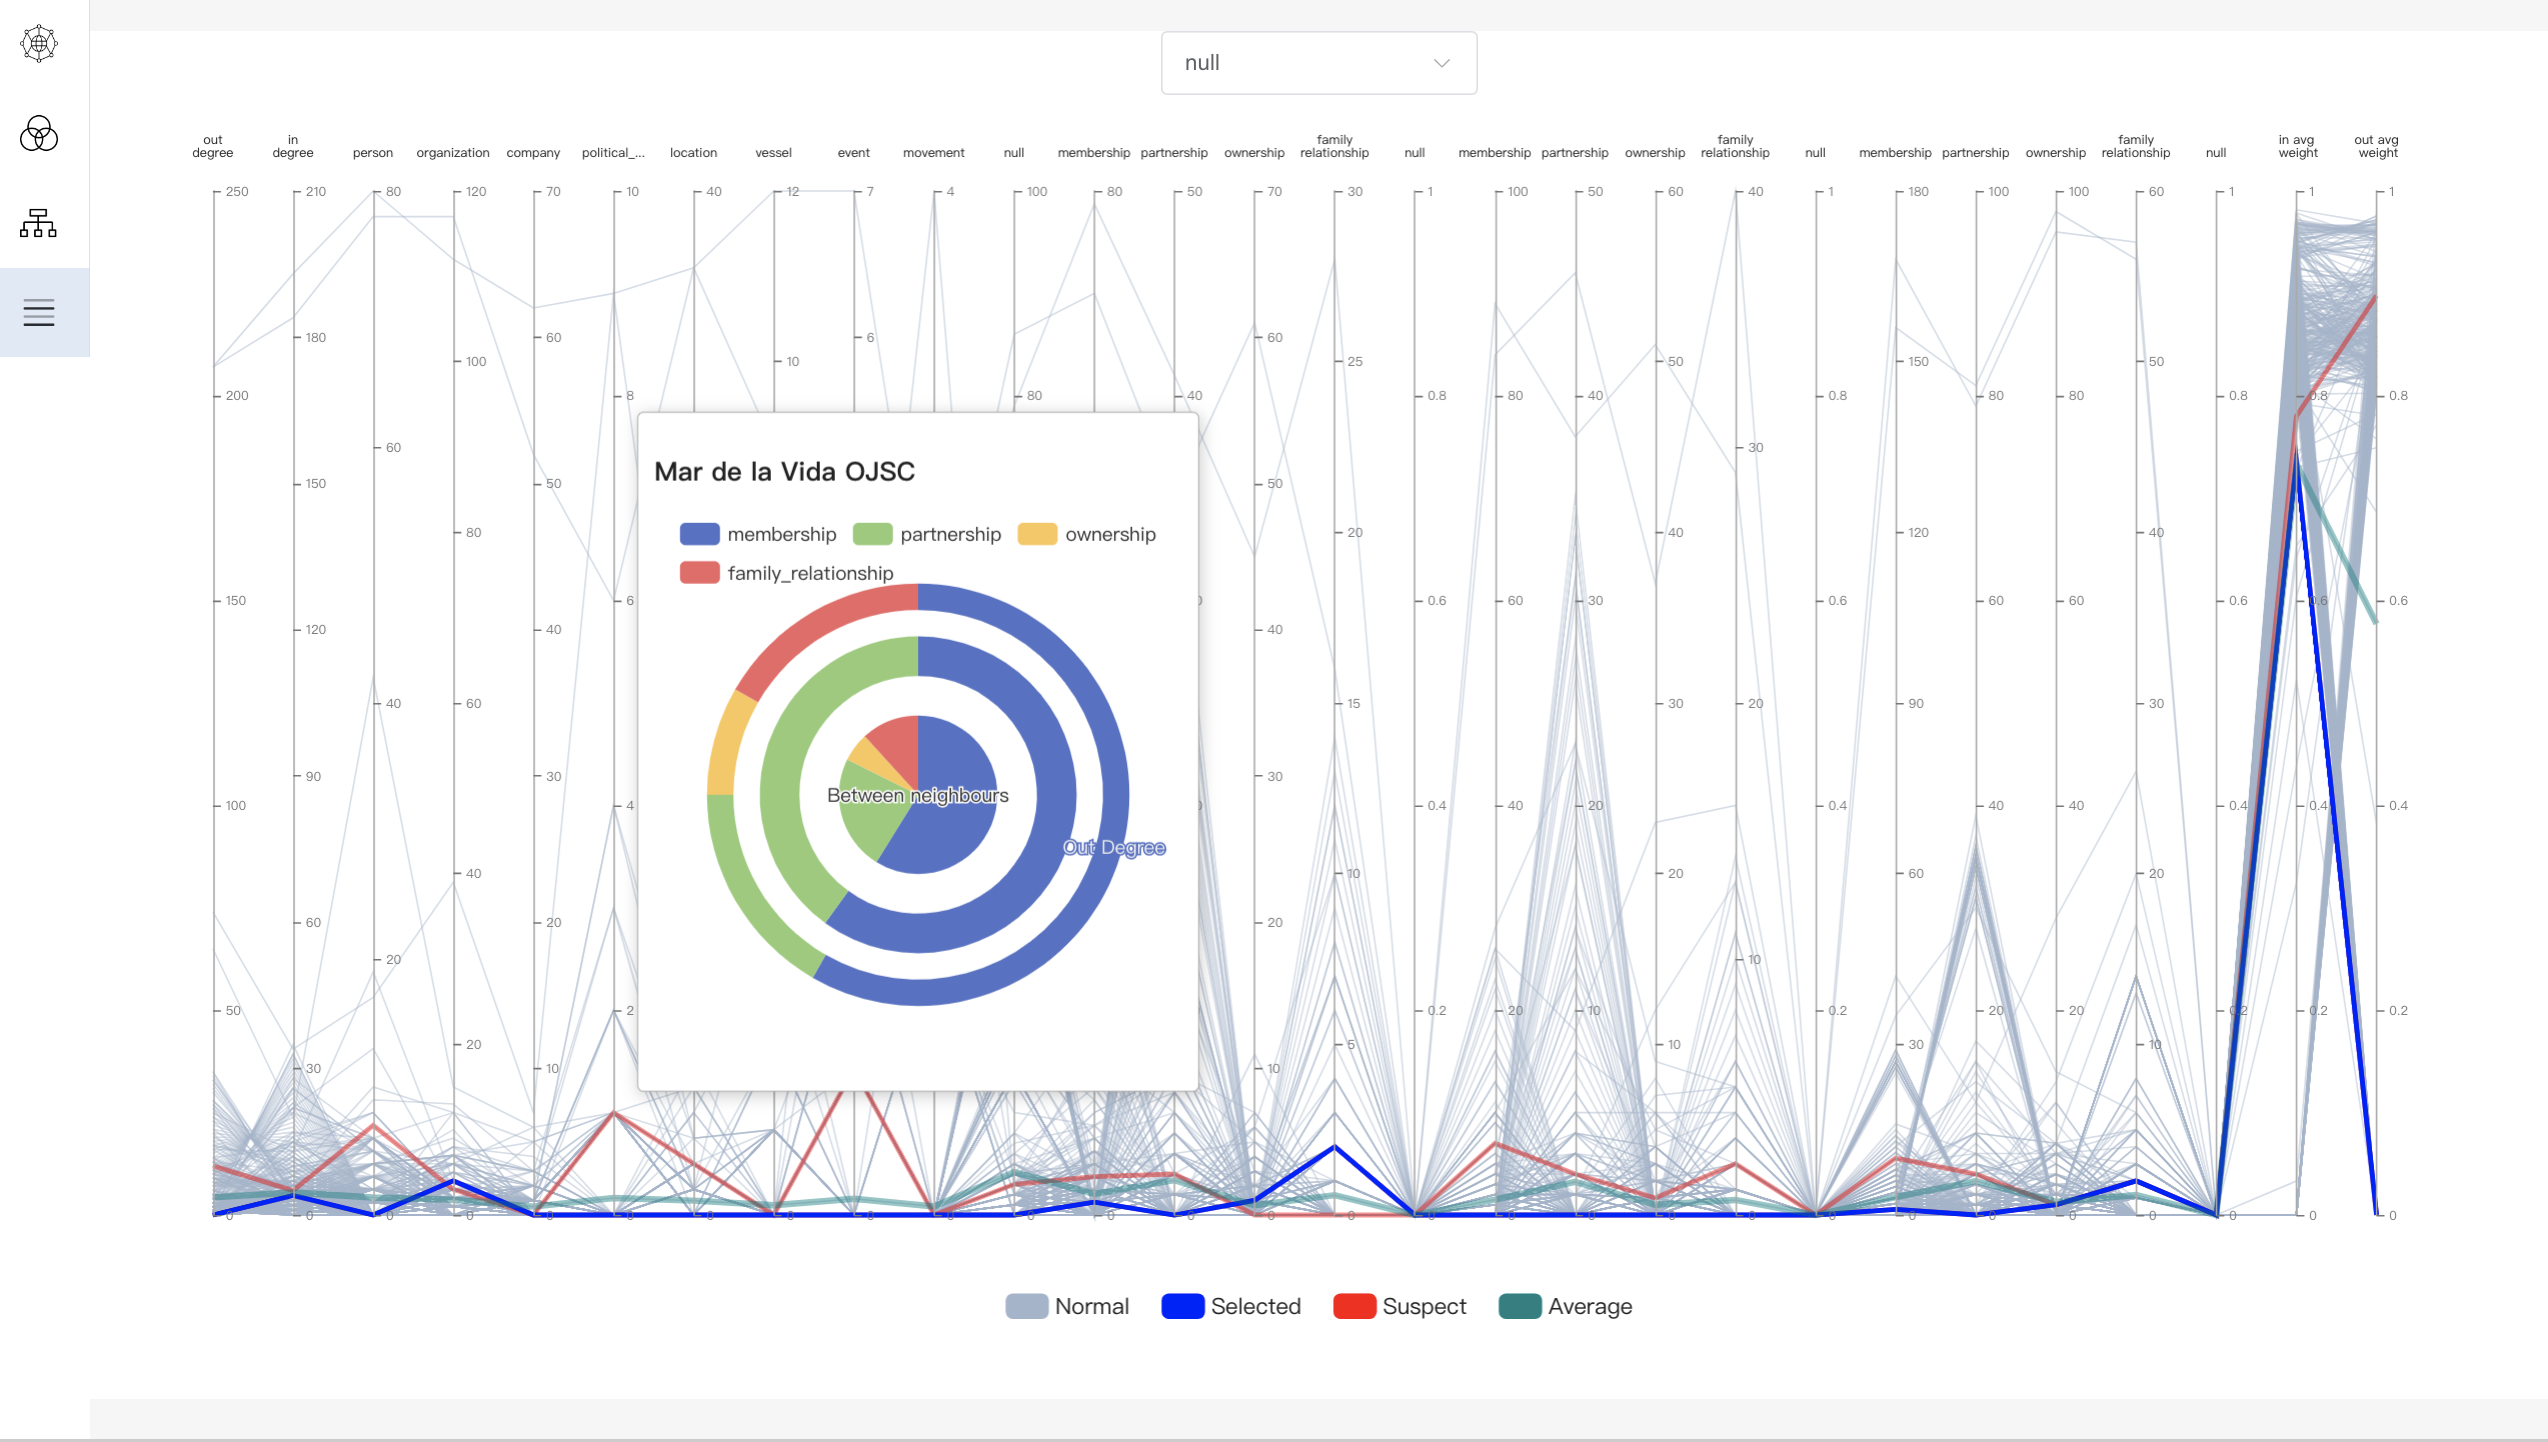 null
out degree
in degree
person
organization
company
political_...
location
vessel
event
movement
null
membership
partnership
ownership
family relationship
null
membership
partnership
ownership
family relationship
null
membership
partnership
ownership
family relationship
null
in avg weight
out avg weight
250 200 150 100 50 0
210 180 150 120 90 60 30 0
80 60 40 20 0
120 100 80 60 40 20 0
70 60 50 40 30 20 10 0
10 8 6 4 2 0
40 0
12 10 0
7 6 0
4 0
100 80 0
80 0
50 40 0
70 60 50 40 30 20 10 0
30 25 20 15 10 5 0
1 0.8 0.6 0.4 0.2 0
100 80 60 40 20 0
50 40 30 20 10 0
60 50 40 30 20 10 0
40 30 20 10 0
1 0.8 0.6 0.4 0.2 0
180 150 120 90 60 30 0
100 80 60 40 20 0
100 80 60 40 20 0
60 50 40 30 20 10 0
1 0.8 0.6 0.4 0.2 0
1 0.8 0.6 0.4 0.2 0
1 0.8 0.6 0.4 0.2 0
Mar de la Vida OJSC
membership partnership ownership
family_relationship
Between neighbours
Out Degree
Normal Selected Suspect Average